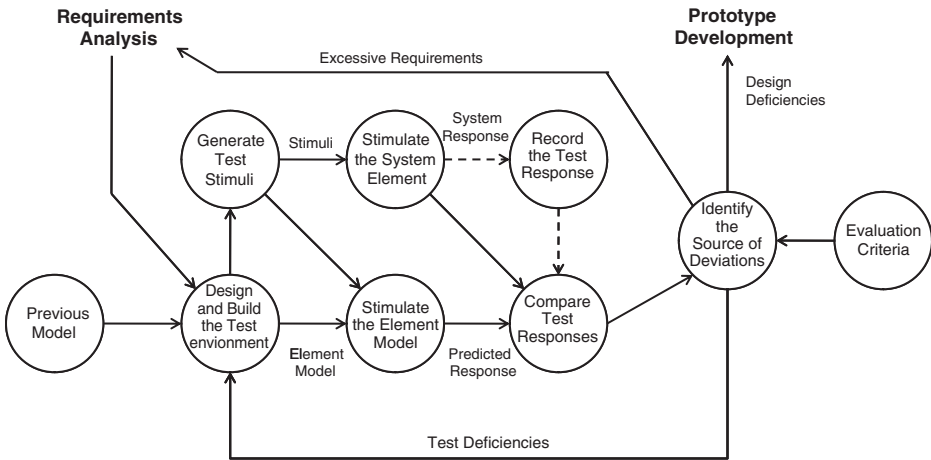 Requirements
Analysis
Prototype
Development
Excessive Requirements
Design
Deficiencies
Generate
Test
Stimuli
Stimuli
Stimulate
the System
Element
System
Response
Record
the Test
Response
Identify
the
Source of
Deviations
Evaluation
Criteria
Previous
Model
Design
and Build
the Test
envionment
Element
Model
Stimulate
the Element
Model
Predicted
Response
Compare
Test
Responses
Test Deficiencies